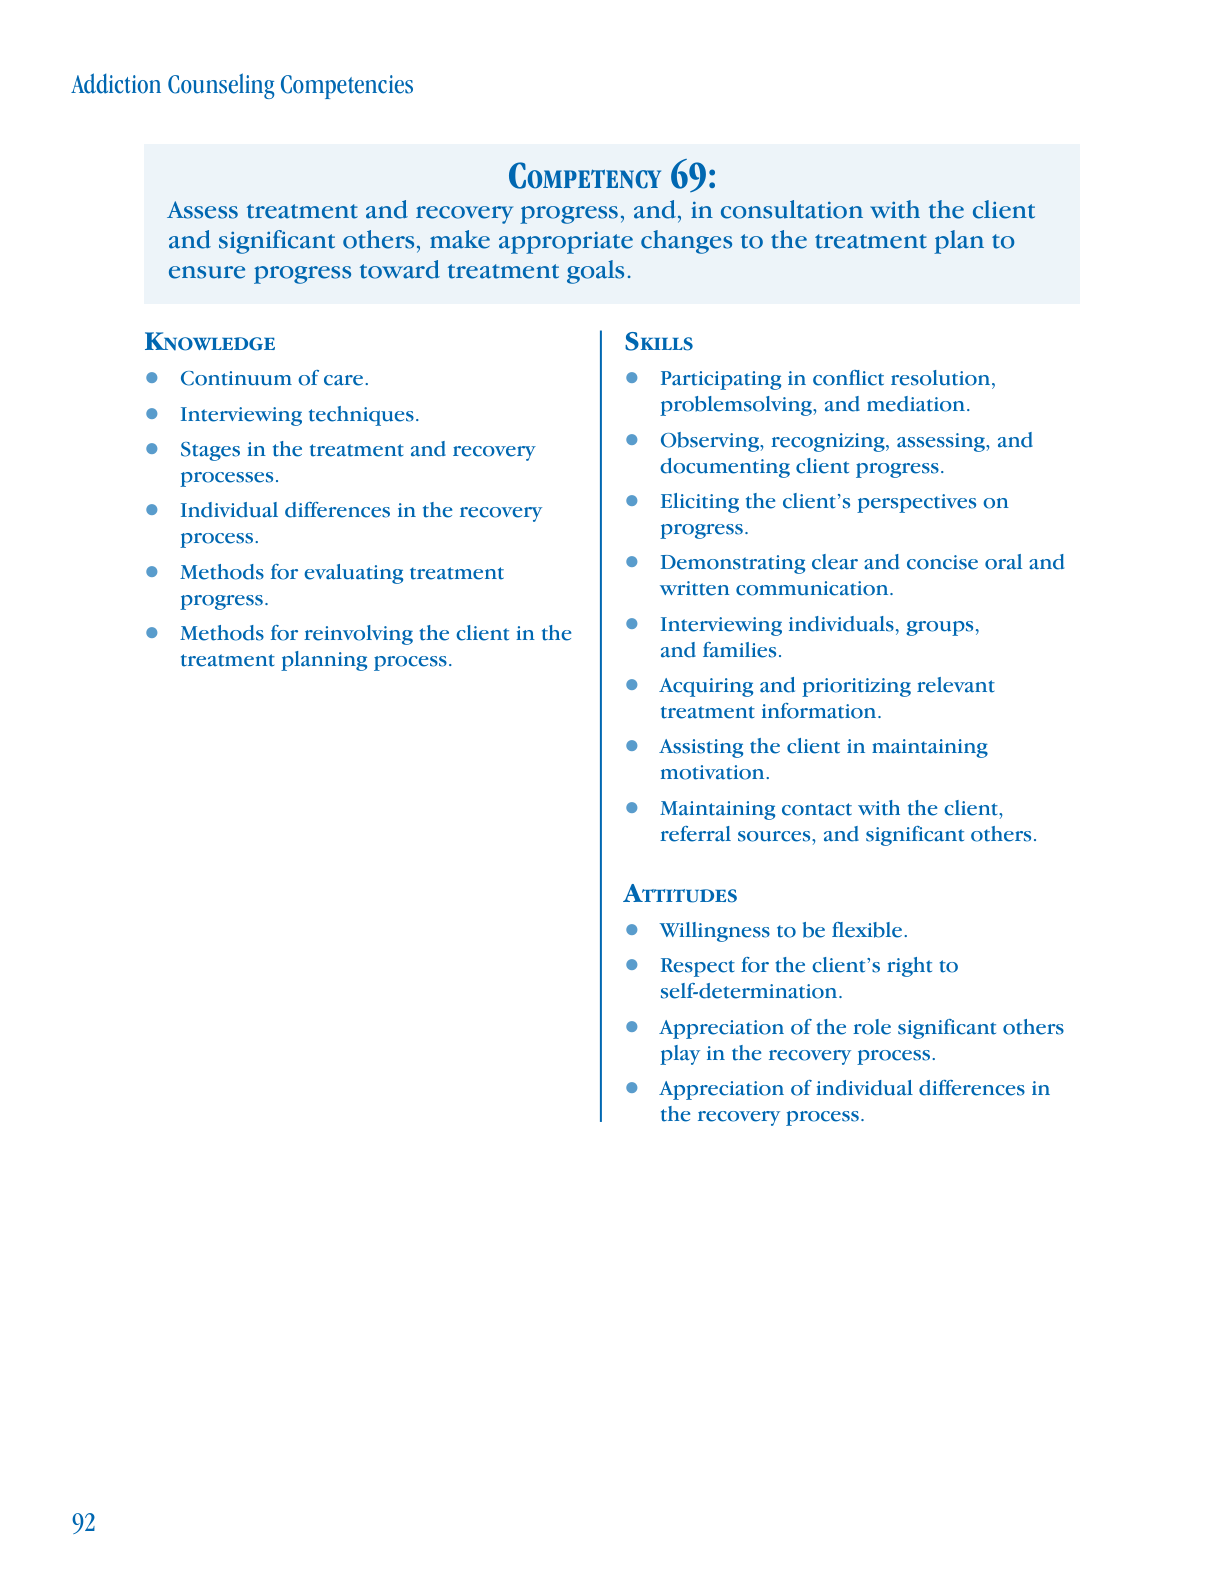 Addiction Counseling Competencies
Competency 69:
Assess treatment and recovery progress, and, in consultation with the client
and significant others, make appropriate changes to the treatment plan to
ensure progress toward treatment goals.
Knowledge
● Continuum of care.
● Interviewing techniques.
● Stages in the treatment and recovery
processes.
● Individual differences in the recovery
process.
● Methods for evaluating treatment
progress.
● Methods for reinvolving the client in the
treatment planning process.
Skills
● Participating in conflict resolution,
problemsolving, and mediation.
● Observing, recognizing, assessing, and
documenting client progress.
● Eliciting the client’s perspectives on
progress.
● Demonstrating clear and concise oral and
written communication.
● Interviewing individuals, groups,
and families.
● Acquiring and prioritizing relevant
treatment information.
● Assisting the client in maintaining
motivation.
● Maintaining contact with the client,
referral sources, and significant others.
Attitudes
● Willingness to be flexible.
● Respect for the client’s right to
self-determination.
● Appreciation of the role significant others
play in the recovery process.
● Appreciation of individual differences in
the recovery process.
92